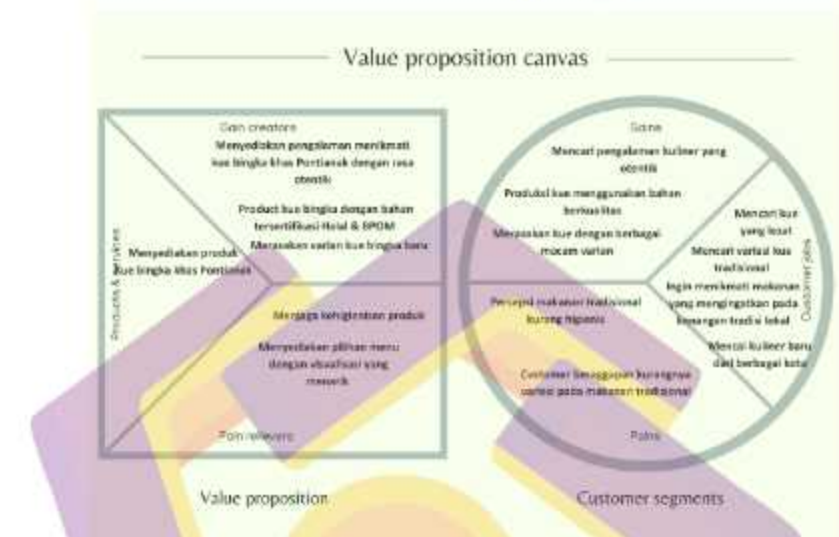 Value proposition canvas
Gain creators
Menyediakan pengalaman menikmati
kue bingka khas Pontianak dengan rasa
otentik
Product kue bingka dengan bahan
tersertifikasi Halal & BPOM
Merasakan varian kue bingka baru
Products & services
Menyediakan produk
kue bingka khas Pontianak
Menjaga kehigienisan produk
Menyediakan pilihan menu
dengan visualisasi yang
menarik
Pain relievers
Value proposition
Gains
Mencari pengalaman kuliner yang
otentik
Produksi kue menggunakan bahan
berkualitas
Merasakan kue dengan berbagai
macam varian
Mencari kue
yang lezat
Mencari variasi kue
tradisional
Ingin menikmati makanan
yang mengingatkan pada
kenangan tradisi lokal
Mencai kulineer baru
dari berbagai kota
Customer jobs
Persepsi makanan tradisional
kurang higienis
Customer beranggapan kurangnya
variasi pada makanan tradisional
Pains
Customer segments